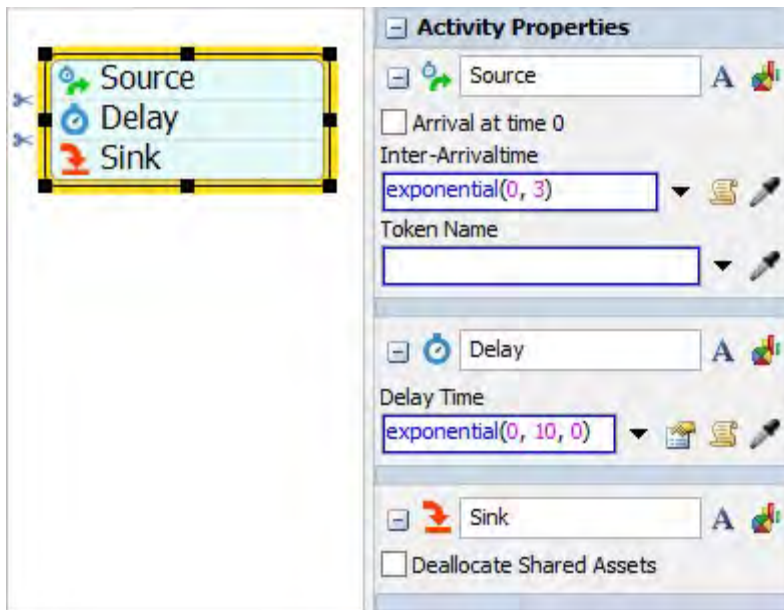 Source
Delay
Sink
Activity Properties
Source
Arrival at time 0
Inter-Arrivaltime
exponential(0, 3)
Token Name
Delay
Delay Time
exponential(0, 10, 0)
Sink
Deallocate Shared Assets